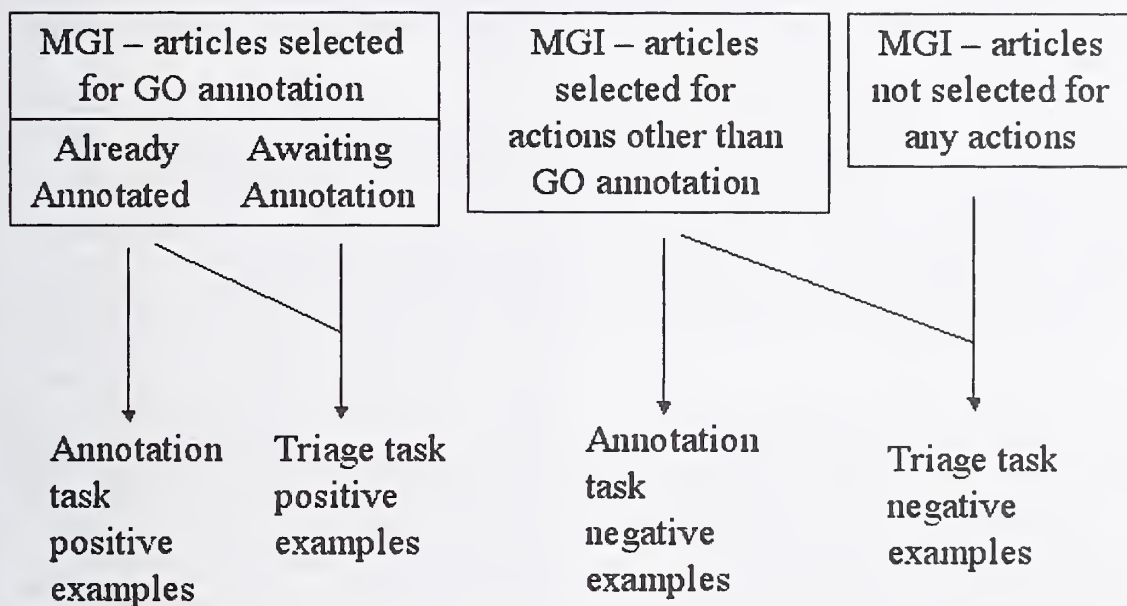 MGI – articles selected
for GO annotation
Already
Annotated
Awaiting
Annotation
MGI – articles
selected for
actions other than
GO annotation
MGI – articles
not selected for
any actions
Annotation
task
positive
examples
Triage task
positive
examples
Annotation
task
negative
examples
Triage task
negative
examples